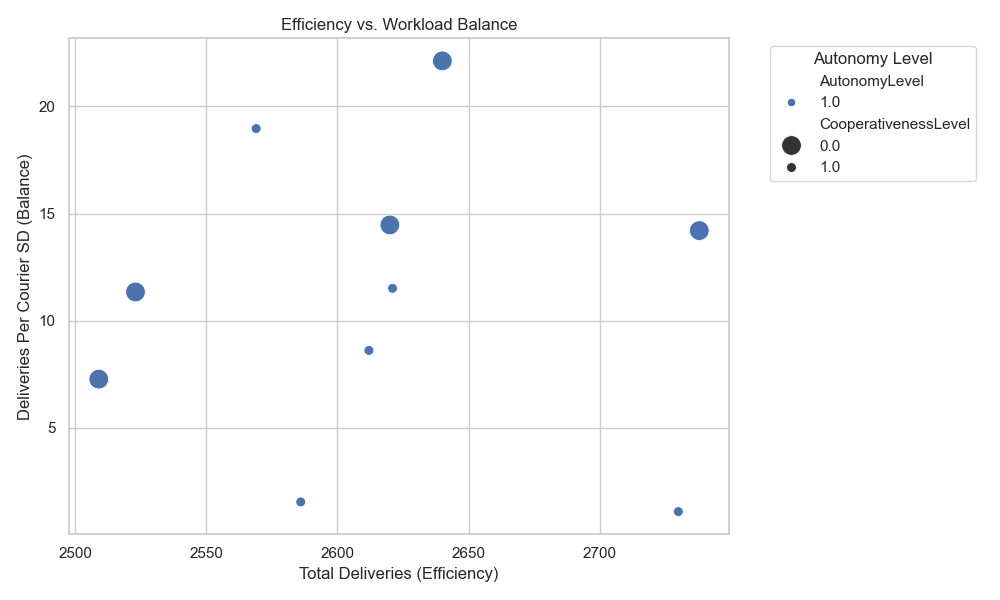 Efficiency vs. Workload Balance
Deliveries Per Courier SD (Balance)
20
15
10
5
2500 2550 2600 2650 2700
Total Deliveries (Efficiency)
Autonomy Level
AutonomyLevel
1.0
CooperativenessLevel
0.0
1.0